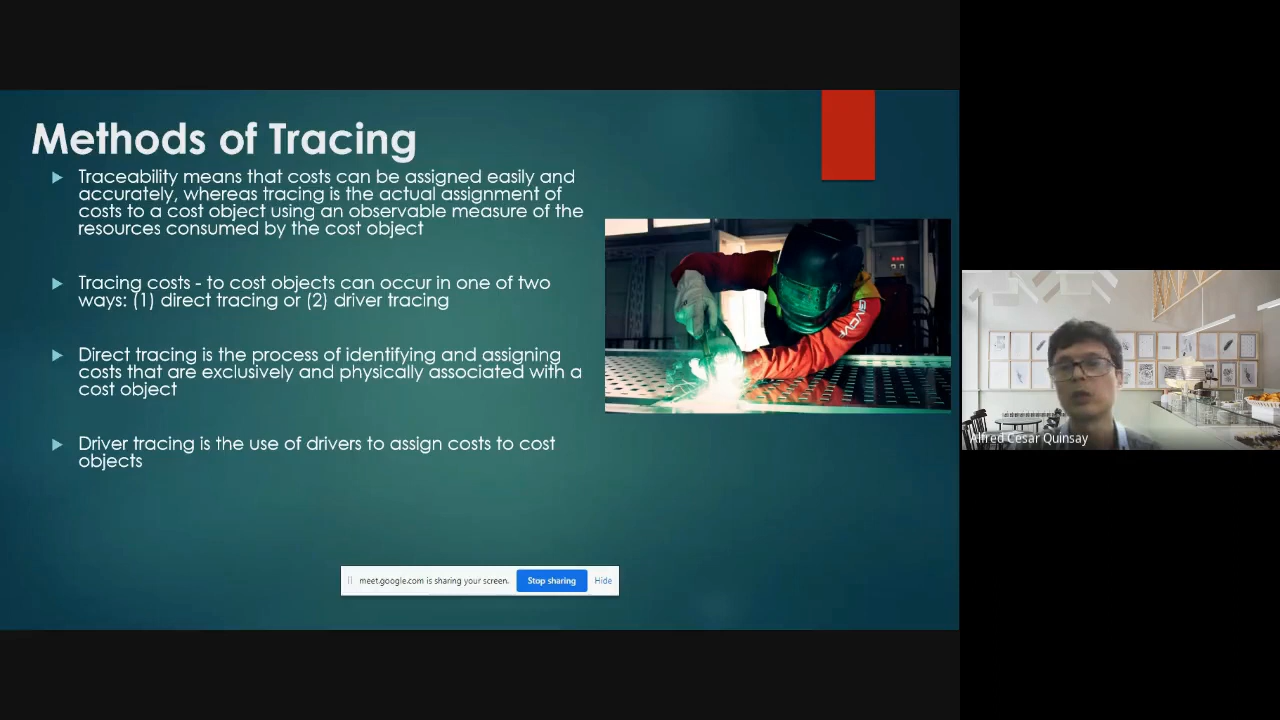 Methods of Tracing
Traceability means that costs can be assigned easily and
accurately, whereas tracing is the actual assignment of
costs to a cost object using an observable measure of the
resources consumed by the cost object
Tracing costs - to cost objects can occur in one of two
ways: (1) direct tracing or (2) driver tracing
Direct tracing is the process of identifying and assigning
costs that are exclusively and physically associated with a
cost object
Driver tracing is the use of drivers to assign costs to cost
objects
meet.google.com is sharing your screen.
Stop sharing
Hide
Alfred Cesar Quinsay